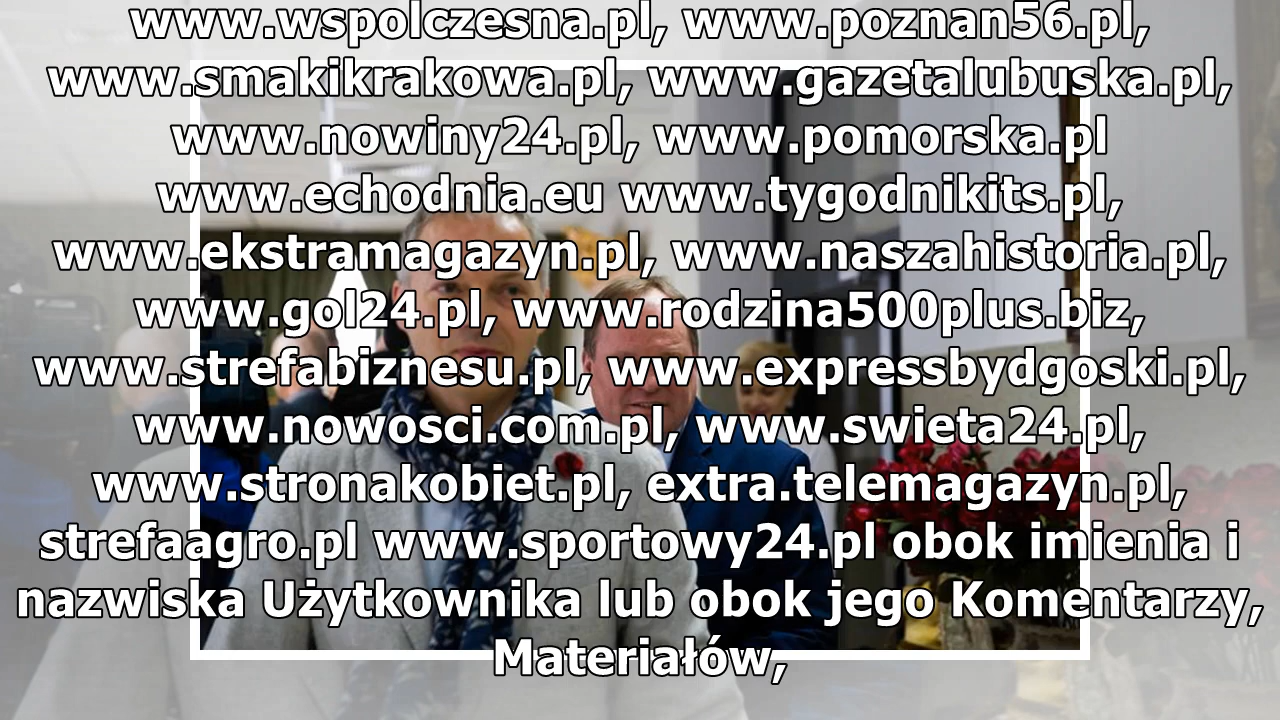 www.wspolczesna.pl, www.poznan56.pl,
www.smakikrakowa.pl, www.gazetalubuska.pl,
www.nowiny24.pl, www.pomorska.pl
www.echodnia.eu www.tygodnikits.pl,
www.ekstramagazyn.pl, www.naszahistoria.pl,
www.gol24.pl, www.rodzina500plus.biz,
www.strefabiznesu.pl, www.expressbydgoski.pl,
www.nowosci.com.pl, www.swieta24.pl,
www.stronakobiet.pl, extra.telemagazyn.pl,
strefaagro.pl www.sportowy24.pl obok imienia i
nazwiska Użytkownika lub obok jego Komentarzy,
Materiałów,